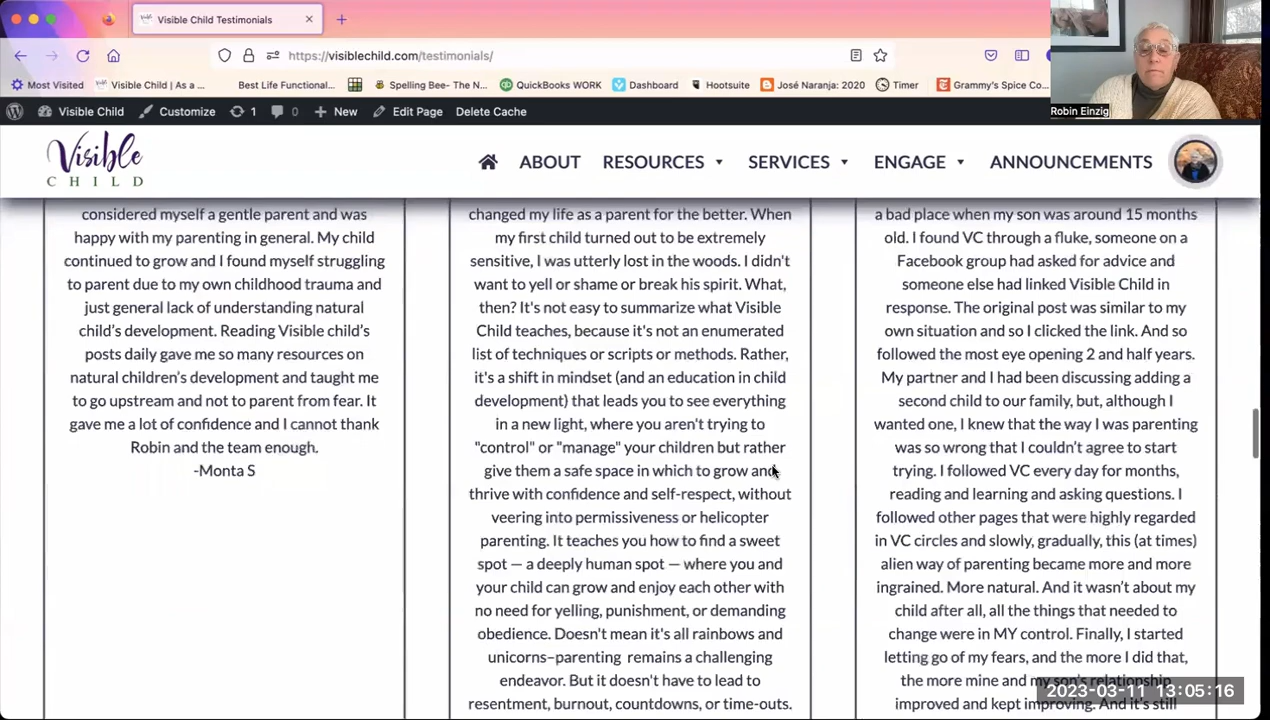 Visible Child Testimonials
https://visiblechild.com/testimonials/
Most Visited
Visible Child | As a ...
Best Life Functional...
Spelling Bee- The N...
QuickBooks WORK
Dashboard
Hootsuite
José Naranja: 2020
Timer
Grammy's Spice Co...
Robin Einzig
Visible Child
Customize
1
0
New
Edit Page
Delete Cache
Visible
CHILD
ABOUT
RESOURCES
SERVICES
ENGAGE
ANNOUNCEMENTS
considered myself a gentle parent and was
happy with my parenting in general. My child
continued to grow and I found myself struggling
to parent due to my own childhood trauma and
just general lack of understanding natural
child's development. Reading Visible child's
posts daily gave me so many resources on
natural children's development and taught me
to go upstream and not to parent from fear. It
gave me a lot of confidence and I cannot thank
Robin and the team enough.
-Monta S
changed my life as a parent for the better. When
my first child turned out to be extremely
sensitive, I was utterly lost in the woods. I didn't
want to yell or shame or break his spirit. What,
then? It's not easy to summarize what Visible
Child teaches, because it's not an enumerated
list of techniques or scripts or methods. Rather,
it's a shift in mindset (and an education in child
development) that leads you to see everything
in a new light, where you aren't trying to
"control" or "manage" your children but rather
give them a safe space in which to grow and
thrive with confidence and self-respect, without
veering into permissiveness or helicopter
parenting. It teaches you how to find a sweet
spot — a deeply human spot — where you and
your child can grow and enjoy each other with
no need for yelling, punishment, or demanding
obedience. Doesn't mean it's all rainbows and
unicorns–parenting remains a challenging
endeavor. But it doesn't have to lead to
resentment, burnout, countdowns, or time-outs.
a bad place when my son was around 15 months
old. I found VC through a fluke, someone on a
Facebook group had asked for advice and
someone else had linked Visible Child in
response. The original post was similar to my
own situation and so I clicked the link. And so
followed the most eye opening 2 and half years.
My partner and I had been discussing adding a
second child to our family, but, although I
wanted one, I knew that the way I was parenting
was so wrong that I couldn't agree to start
trying. I followed VC every day for months,
reading and learning and asking questions. I
followed other pages that were highly regarded
in VC circles and slowly, gradually, this (at times)
alien way of parenting became more and more
ingrained. More natural. And it wasn't about my
child after all, all the things that needed to
change were in MY control. Finally, I started
letting go of my fears, and the more I did that,
the more mine and my son's relationship
improved and kept improving. And it's still
2023-03-11 13:05:16